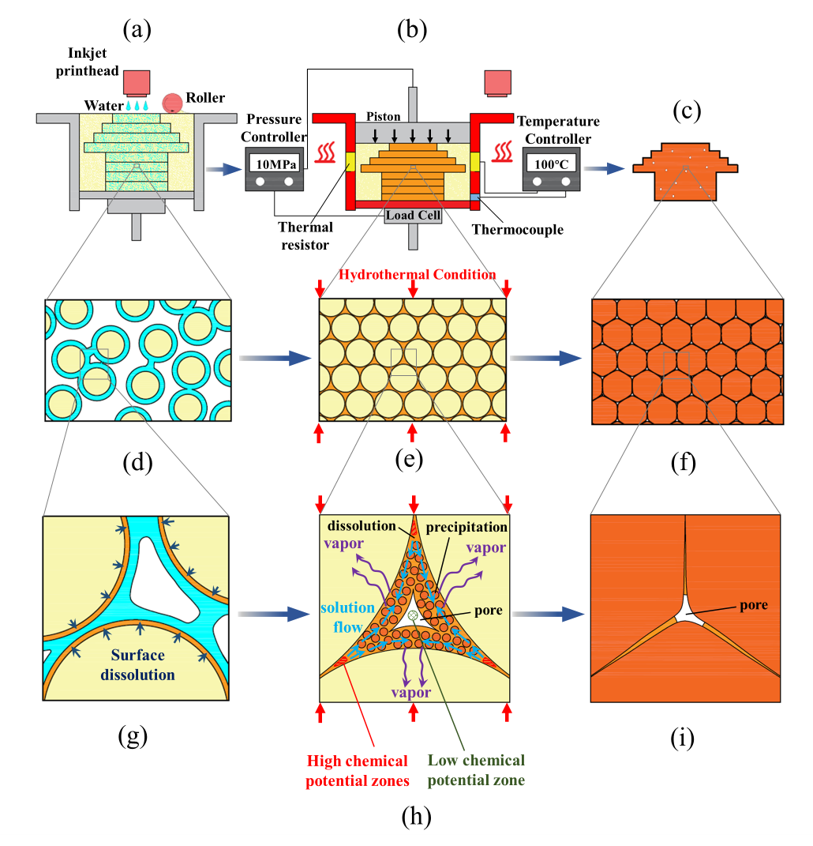 (a)
(b)
Inkjet
printhead
Water
Roller
Pressure
Controller
10MPa
Piston
Temperature
Controller
100°C
(c)
Thermal
resistor
Load Cell
Thermocouple
Hydrothermal Condition
(d)
(e)
(f)
dissolution
precipitation
vapor
vapor
solution
flow
pore
pore
Surface
dissolution
vapor
(g)
(i)
High chemical
potential zones
Low chemical
potential zone
(h)